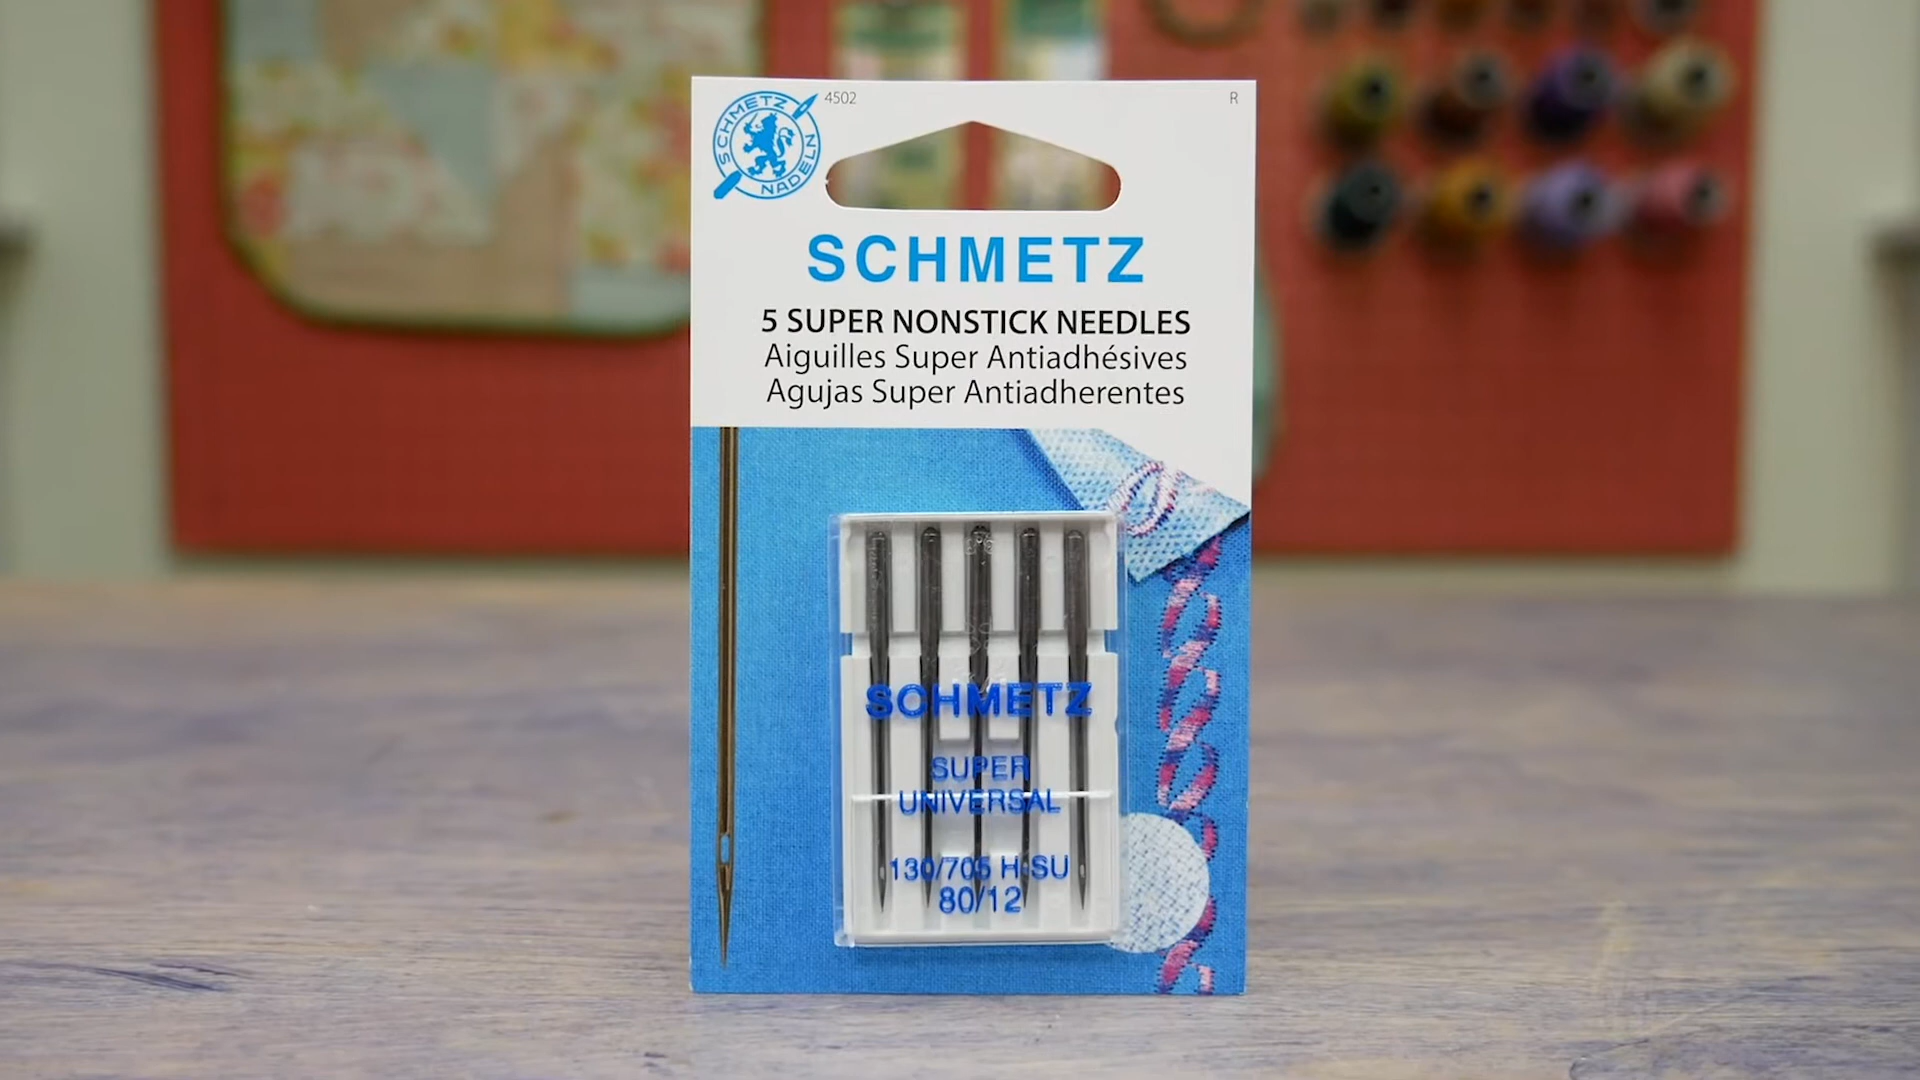 SCHMETZ NADELN
4502
R
SCHMETZ
5 SUPER NONSTICK NEEDLES
Aiguilles Super Antiadhésives
Agujas Super Antiadherentes
SCHMETZ
SUPER
UNIVERSAL
130/705 H-SU
80/12